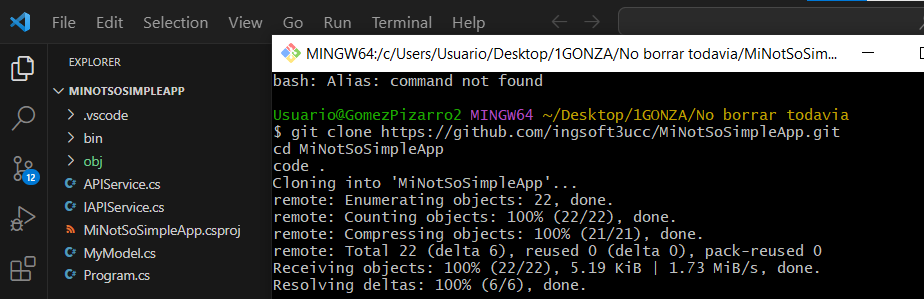 File Edit Selection View Go Run Terminal Help
EXPLORER
MINOTSOSIMPLEAPP
.vscode
bin
obj
APIService.cs
IAPIService.cs
MiNotSoSimpleApp.csproj
MyModel.cs
Program.cs
12
MINGW64:/c/Users/Usuario/Desktop/1GONZA/No borrar todavia/MiNotSoSim...
bash: Alias: command not found
Usuario@GomezPizarro2 MINGW64 ~/Desktop/1GONZA/No borrar todavia
$ git clone https://github.com/ingsoft3ucc/MiNotSoSimpleApp.git
cd MiNotSoSimpleApp
code .
Cloning into 'MiNotSoSimpleApp'...
remote: Enumerating objects: 22, done.
remote: Counting objects: 100% (22/22), done.
remote: Compressing objects: 100% (21/21), done.
remote: Total 22 (delta 6), reused 0 (delta 0), pack-reused 0
Receiving objects: 100% (22/22), 5.19 KiB | 1.73 MiB/s, done.
Resolving deltas: 100% (6/6), done.